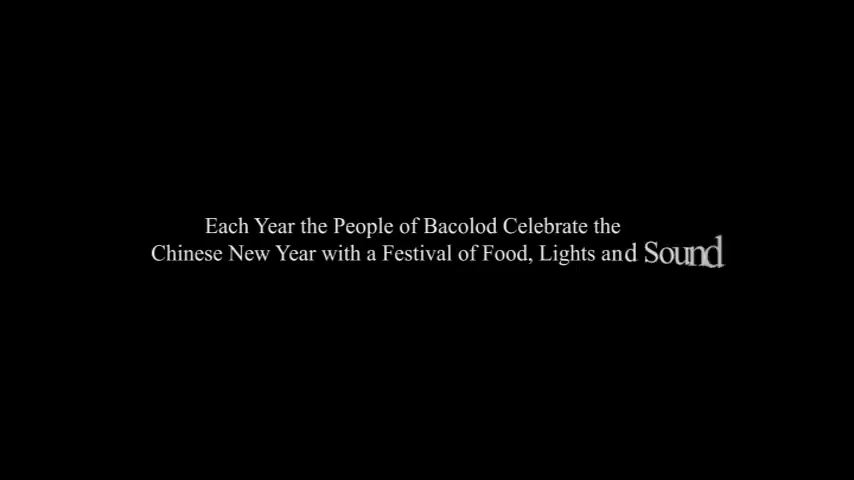 Each Year the People of Bacolod Celebrate the
Chinese New Year with a Festival of Food, Lights and Sound